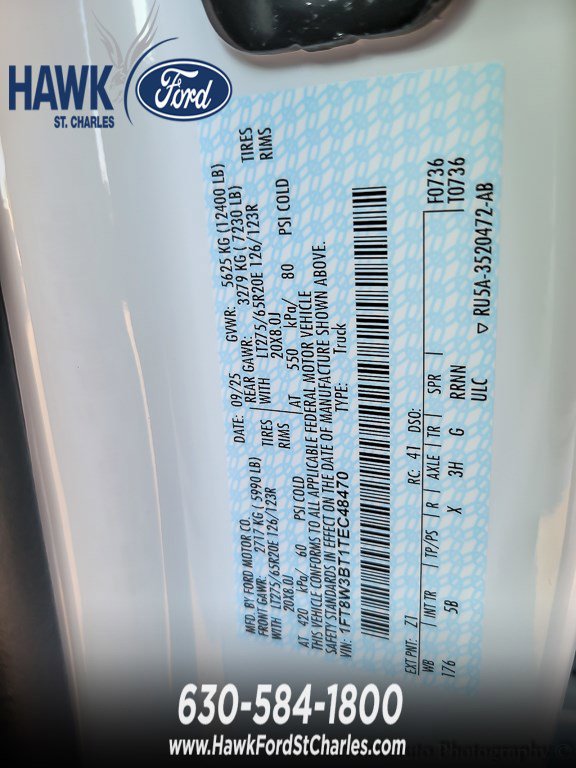 HAWK
ST. CHARLES
Ford
MFD. BY FORD MOTOR CO.
DATE: 09/25 GVWR: 5625 KG (12400 LB)
FRONT GAWR: 2717 KG ( 5990 LB) REAR GAWR: 3279 KG ( 7230 LB)
WITH LT275/65R20E 126/123R TIRES WITH LT275/65R20E 126/123R TIRES
20X8.0J RIMS 20X8.0J RIMS
AT 420 kPa/ 60 PSI COLD AT 550 kPa/ 80 PSI COLD
THIS VEHICLE CONFORMS TO ALL APPLICABLE FEDERAL MOTOR VEHICLE
SAFETY STANDARDS IN EFFECT ON THE DATE OF MANUFACTURE SHOWN ABOVE.
VIN: 1FT8W3BT1TEC48470 TYPE: Truck
F0736
T0736
EXT PNT: Z1 RC: 41 DSO:
WB INT TR TP/PS R AXLE TR SPR
176 5B X 3H G RRNN
ULC
▽ RU5A-3520472-AB
630-584-1800
www.HawkFordStCharles.com
Auto Photography ©